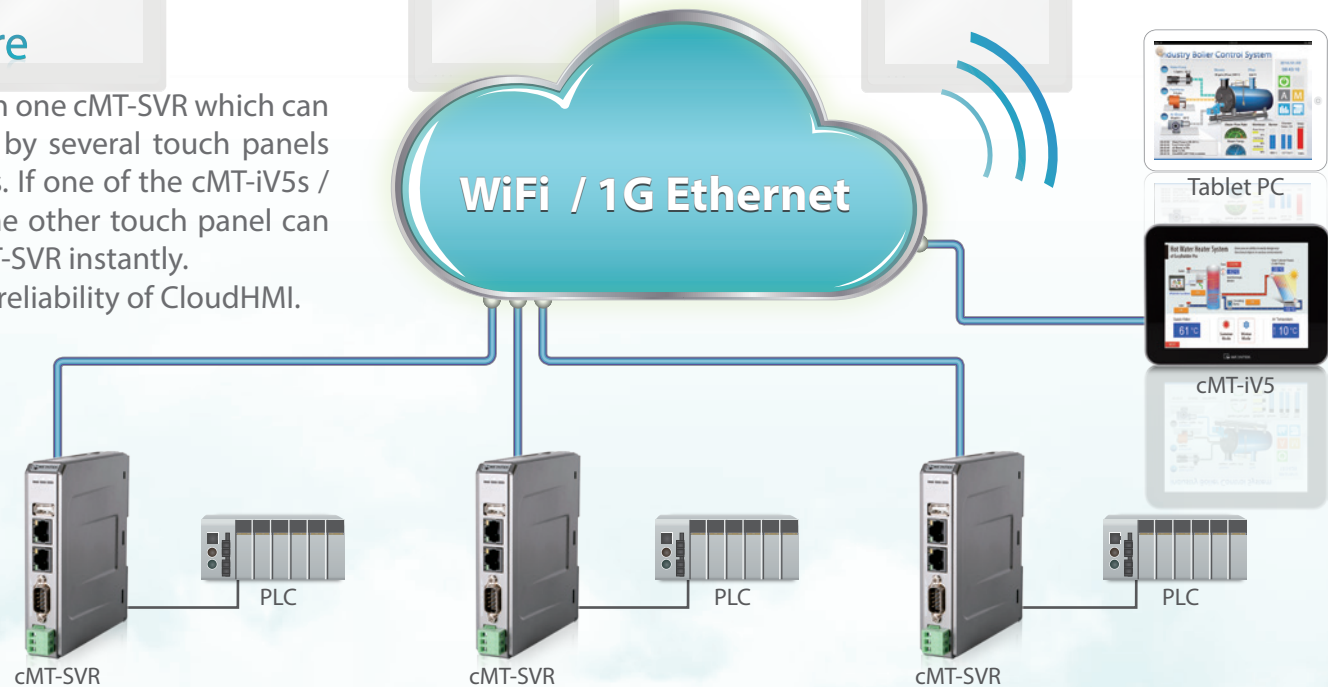 re
n one cMT-SVR which can
by several touch panels
s. If one of the cMT-iV5s /
ne other touch panel can
T-SVR instantly.
reliability of CloudHMI.
WiFi / 1G Ethernet
Industry Boiler Control System
Tablet PC
Hot Water Heater System
61°C
10°C
cMT-iV5
PLC
PLC
PLC
cMT-SVR
cMT-SVR
cMT-SVR